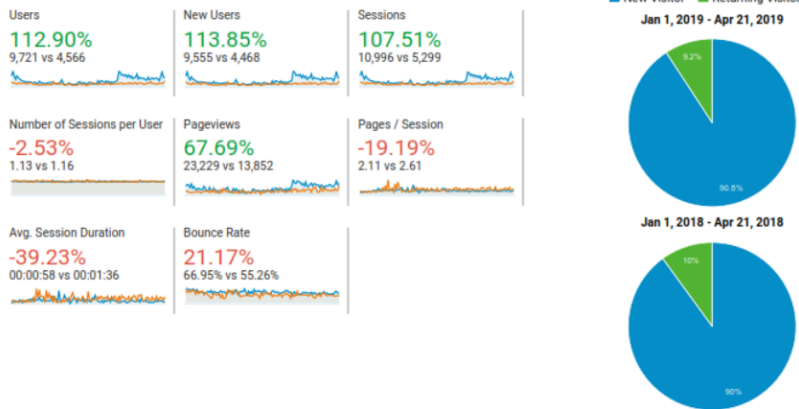 Users
112.90%
9,721 vs 4,566
New Users
113.85%
9,555 vs 4,468
Sessions
107.51%
10,996 vs 5,299
Number of Sessions per User
-2.53%
1.13 vs 1.16
Pageviews
67.69%
23,229 vs 13,852
Pages / Session
-19.19%
2.11 vs 2.61
Avg. Session Duration
-39.23%
00:00:58 vs 00:01:36
Bounce Rate
21.17%
66.95% vs 55.26%
New Visitor Returning Visitor
Jan 1, 2019 - Apr 21, 2019
9.2%
90.8%
Jan 1, 2018 - Apr 21, 2018
10%
90%